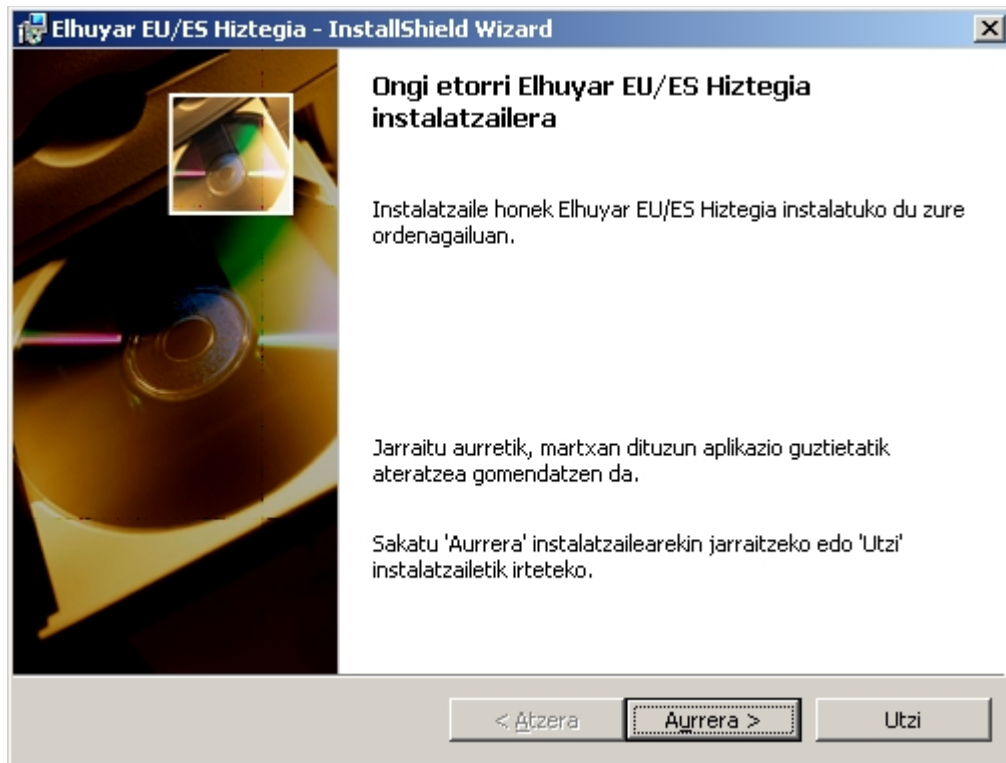 Elhuyar EU/ES Hiztegia - InstallShield Wizard
Ongi etorri Elhuyar EU/ES Hiztegia
instalatzailera
Instalatzaile honek Elhuyar EU/ES Hiztegia instalatuko du zure
ordenagailuan.
Jarraitu aurretik, martxan dituzun aplikazio guztietatik
ateratzea gomendatzen da.
Sakatu 'Aurrera' instalatzailearekin jarraitzeko edo 'Utzi'
instalatzailetik irteteko.
< Atzera
Aurrera >
Utzi